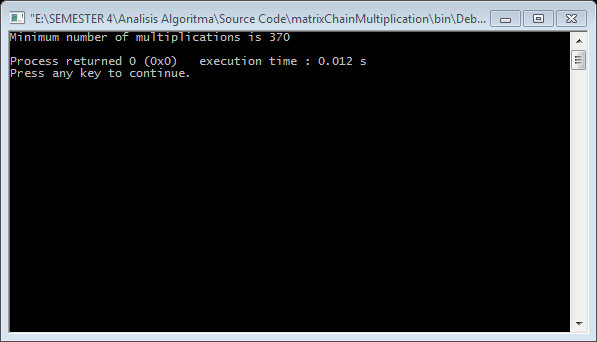 "E:\SEMESTER 4\Analisis Algoritma\Source Code\matrixChainMultiplication\bin\Deb...
Minimum number of multiplications is 370
Process returned 0 (0x0)   execution time : 0.012 s
Press any key to continue.